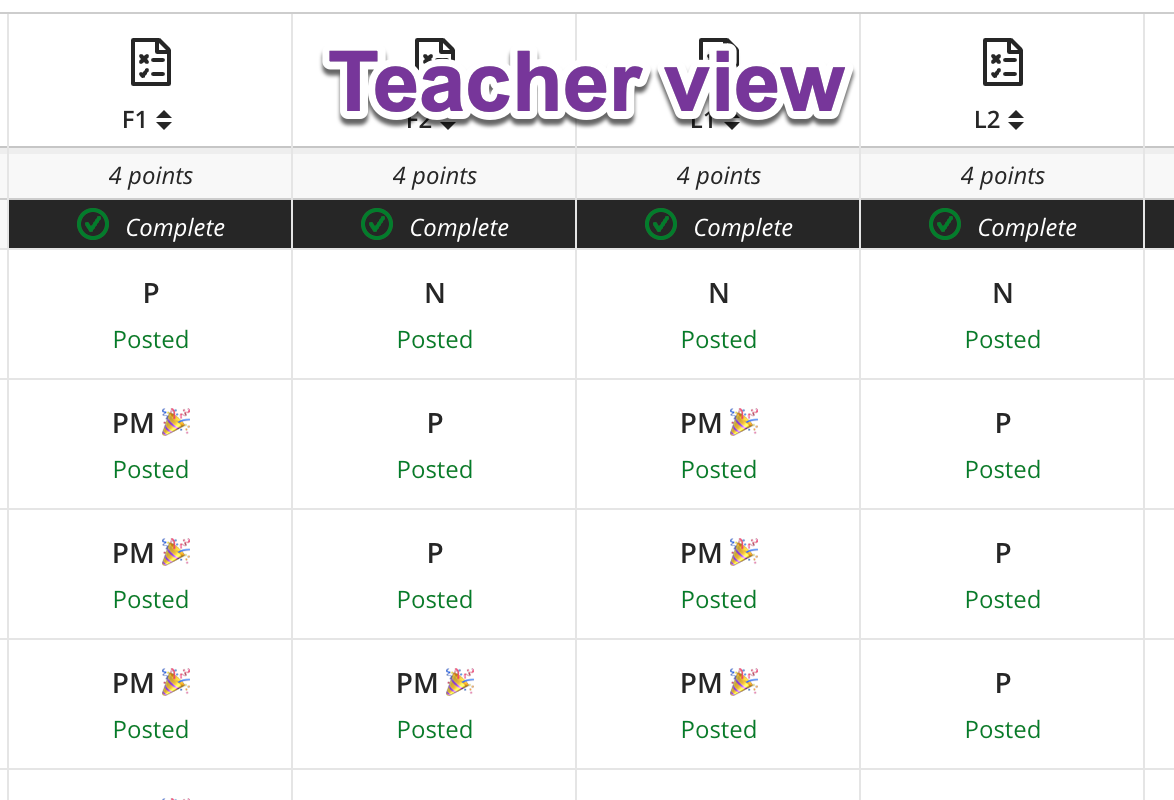 Teacher view
F1 F2 L1 L2
4 points 4 points 4 points 4 points
Complete Complete Complete Complete
P N N N
Posted Posted Posted Posted
PM 🎉 P PM 🎉 P
Posted Posted Posted Posted
PM 🎉 P PM 🎉 P
Posted Posted Posted Posted
PM 🎉 PM 🎉 PM 🎉 P
Posted Posted Posted Posted